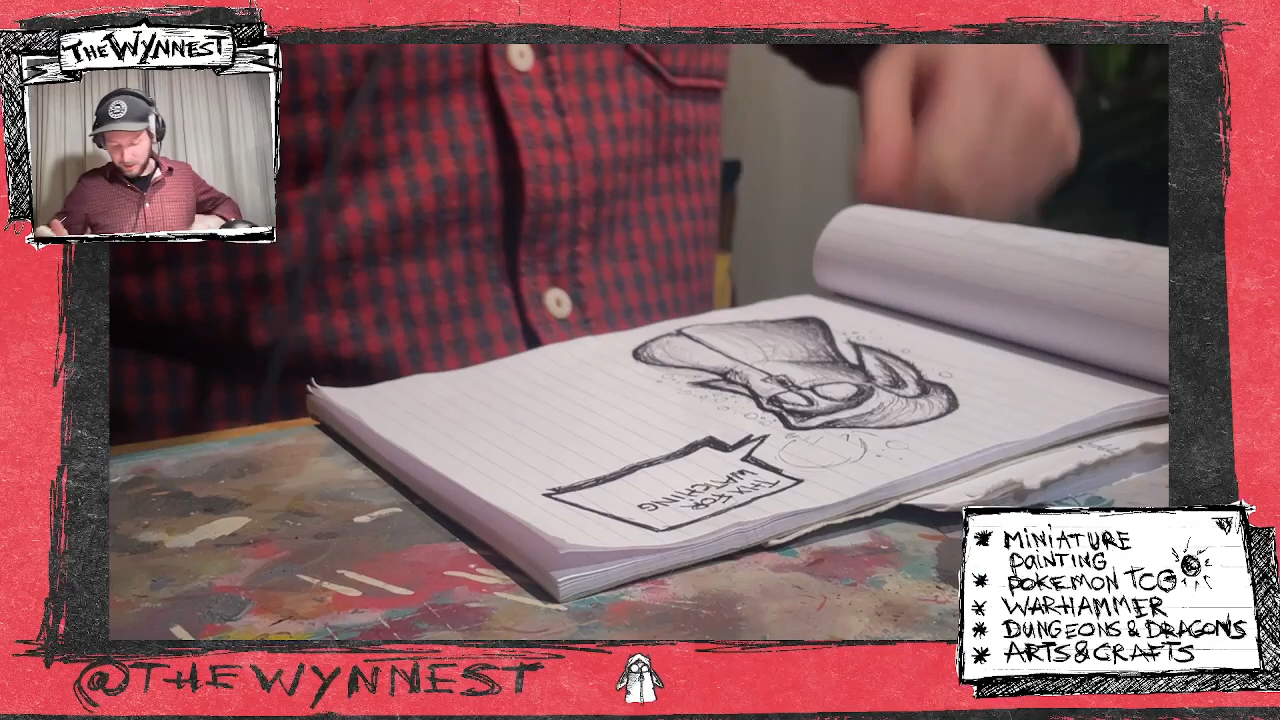 THE WYNNEST
THX FOR
WATCHING
* MINIATURE
PAINTING
* POKEMON TCG
* WARHAMMER
* DUNGEONS & DRAGONS
* ARTS & CRAFTS
@THEWYNNEST